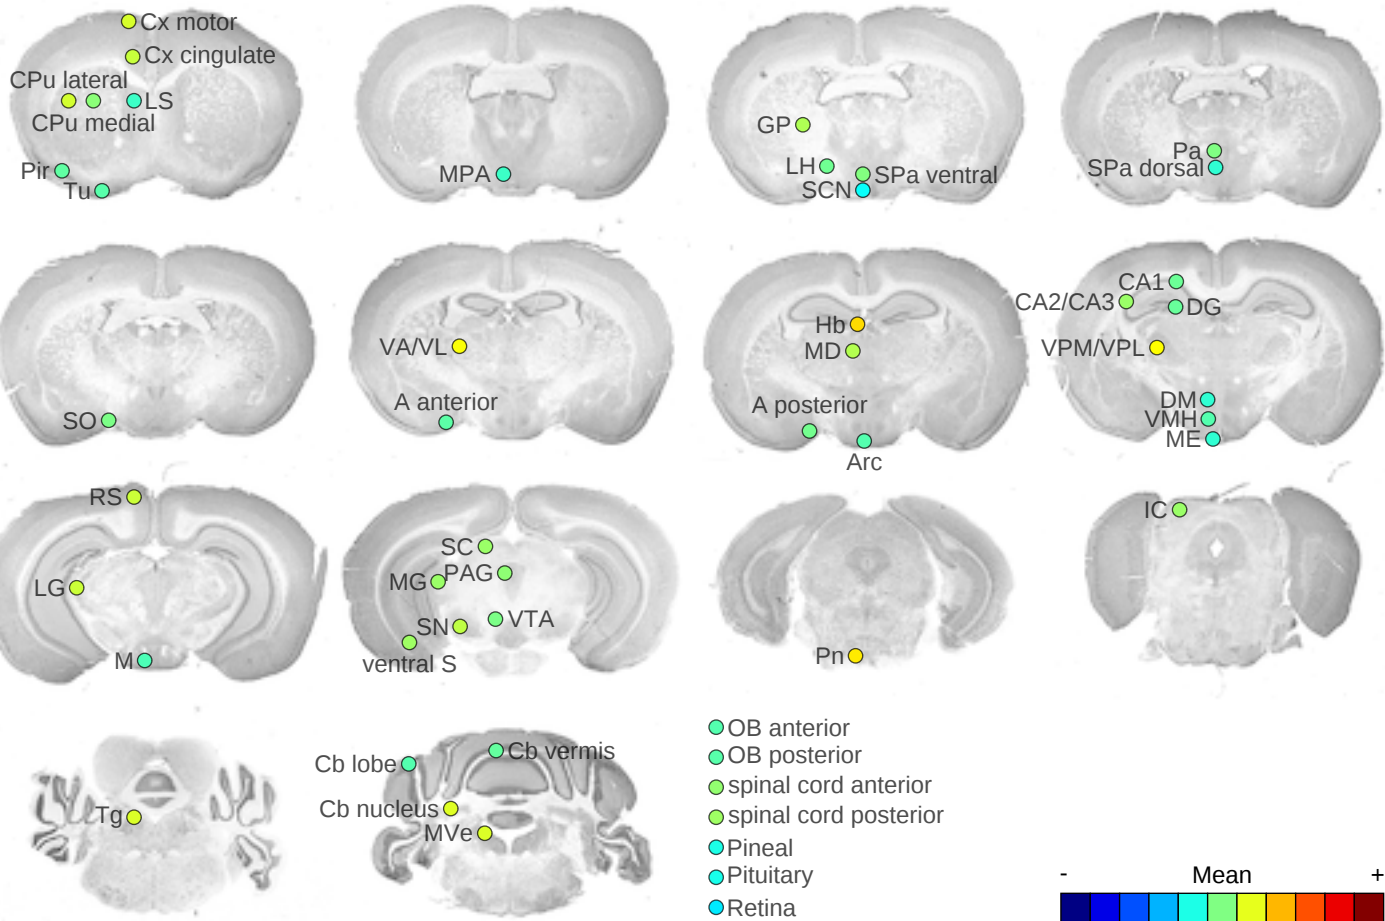 Cx motor
Cx cingulate
CPu lateral
LS
CPu medial
Pir
Tu
MPA
GP
LH
SPa ventral
SCN
Pa
SPa dorsal
SO
VA/VL
A anterior
Hb
MD
A posterior
Arc
CA1
CA2/CA3
DG
VPM/VPL
DM
VMH
ME
RS
LG
M
SC
MG
PAG
SN
VTA
ventral S
Pn
IC
Tg
Cb lobe
Cb vermis
Cb nucleus
MVe
OB anterior
OB posterior
spinal cord anterior
spinal cord posterior
Pineal
Pituitary
Retina
- Mean +